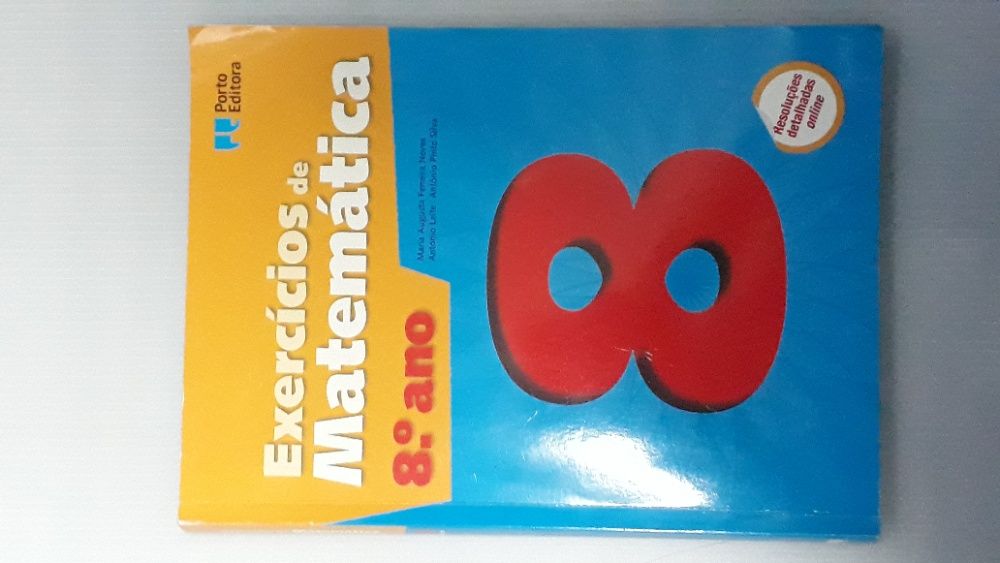 Porto
Editora
Exercícios de
Matemática
Maria Augusta Ferreira Neves
António Leite António Pinto Silva
8.º ano
8
Resoluções
detalhadas
online